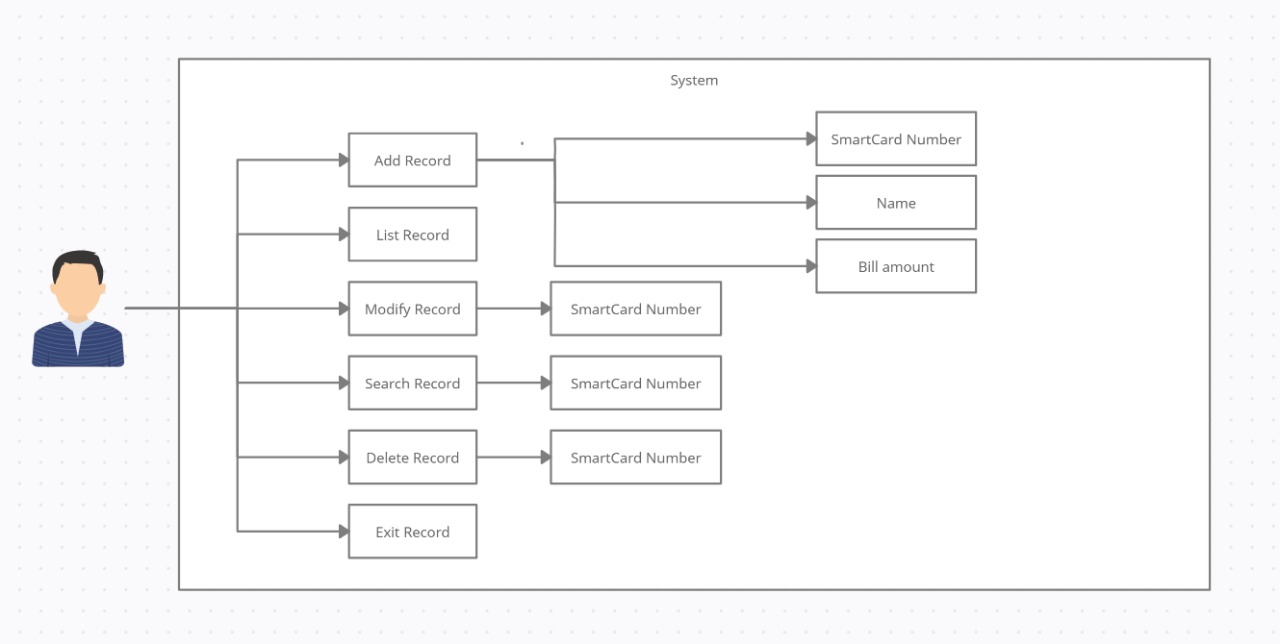 System
Add Record
SmartCard Number
Name
Bill amount
List Record
Modify Record
SmartCard Number
Search Record
SmartCard Number
Delete Record
SmartCard Number
Exit Record